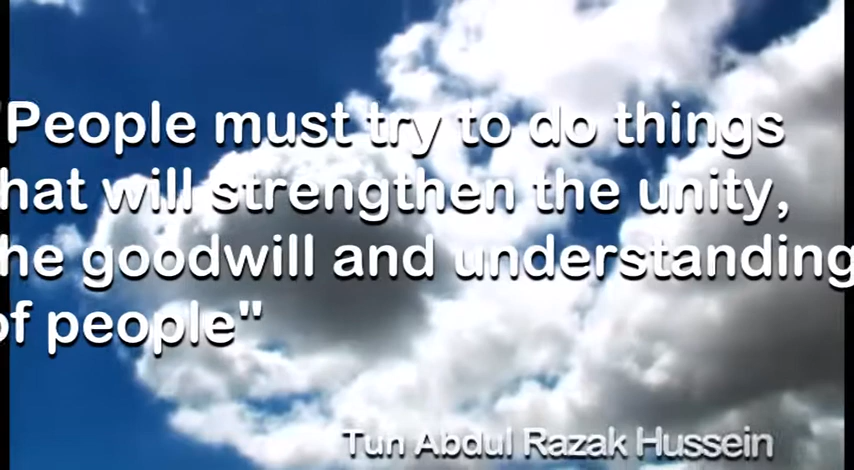 "People must try to do things
hat will strengthen the unity,
he goodwill and understanding
of people"
Tun Abdul Razak Hussein